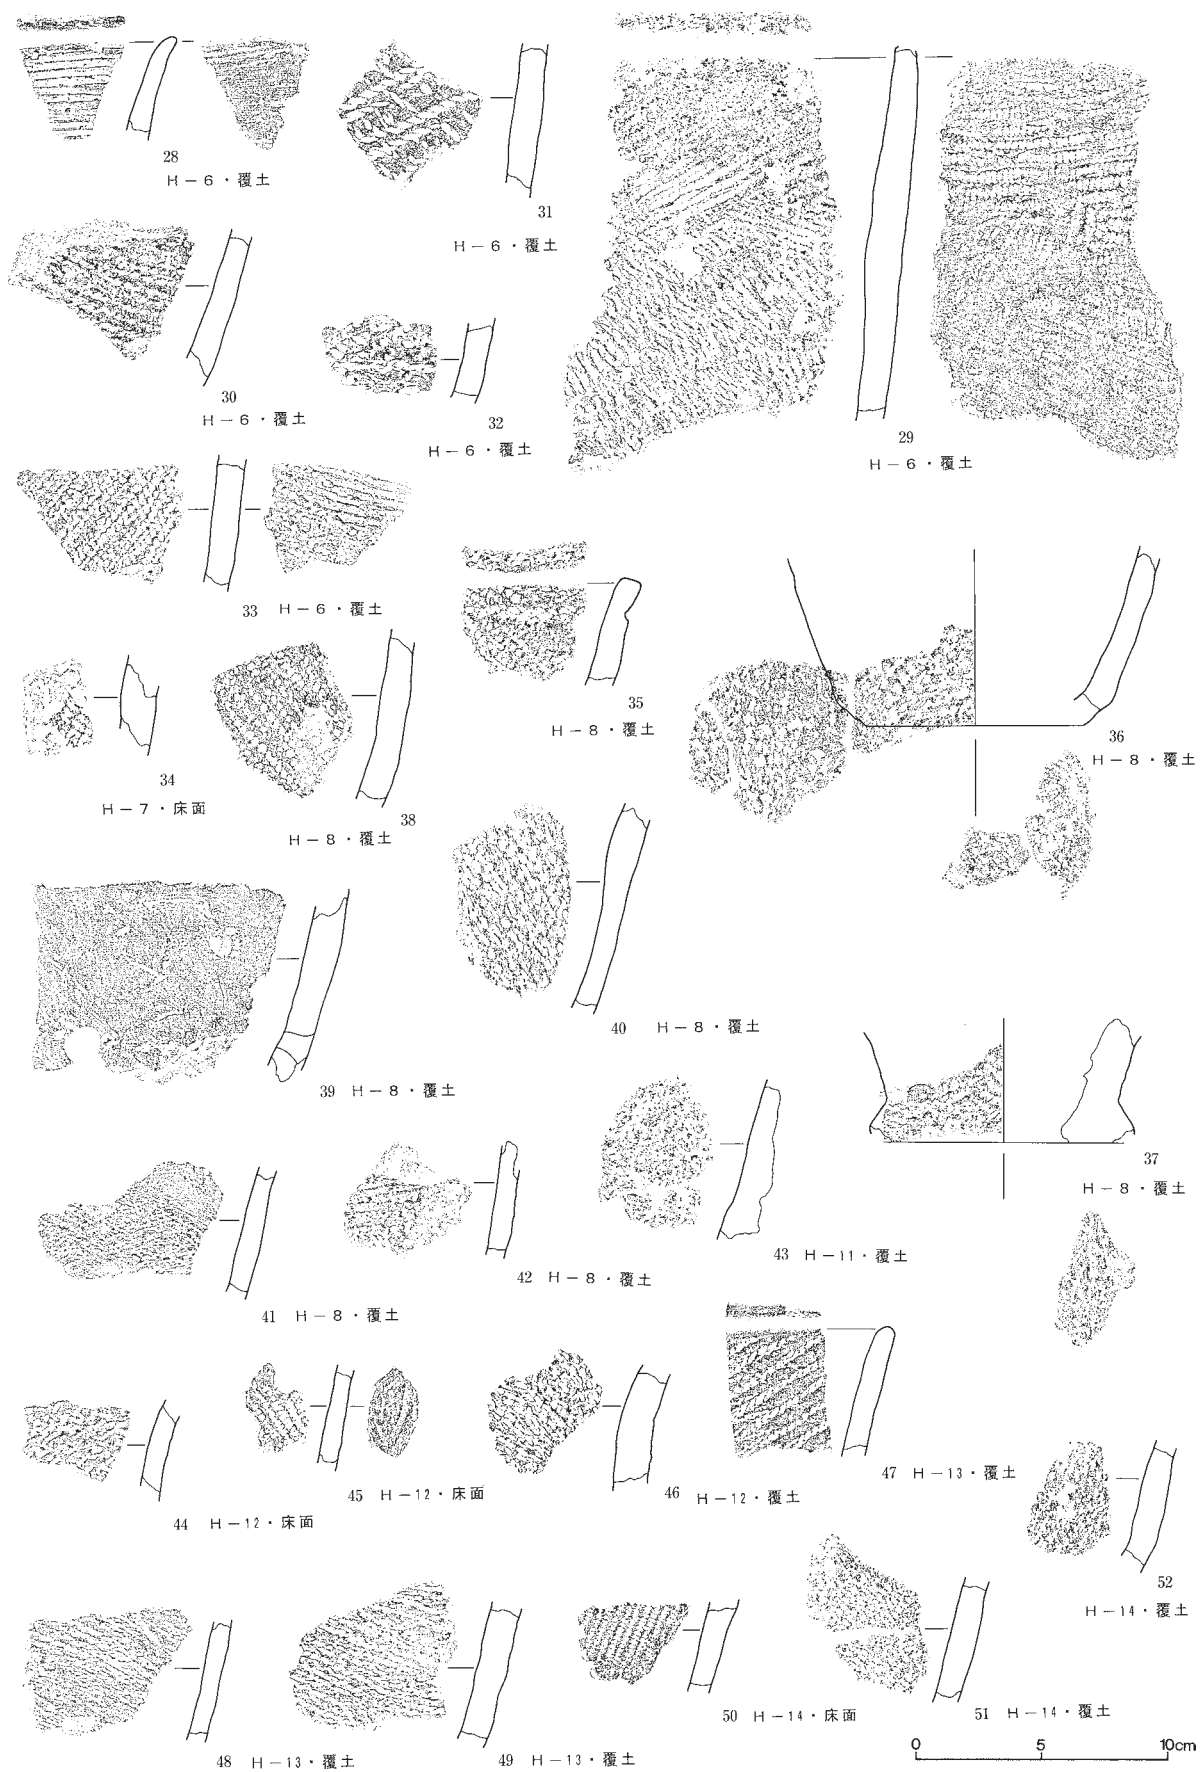 28
H－6・覆土
31
H－6・覆土
30
H－6・覆土
32
H－6・覆土
29
H－6・覆土
33 H－6・覆土
35
H－8・覆土
36
H－8・覆土
34
H－7・床面
38
H－8・覆土
40 H－8・覆土
39 H－8・覆土
37
H－8・覆土
43 H－11・覆土
42 H－8・覆土
41 H－8・覆土
47 H－13・覆土
46 H－12・覆土
45 H－12・床面
44 H－12・床面
52
H－14・覆土
50 H－14・床面
51 H－14・覆土
48 H－13・覆土
49 H－13・覆土
0 5 10cm